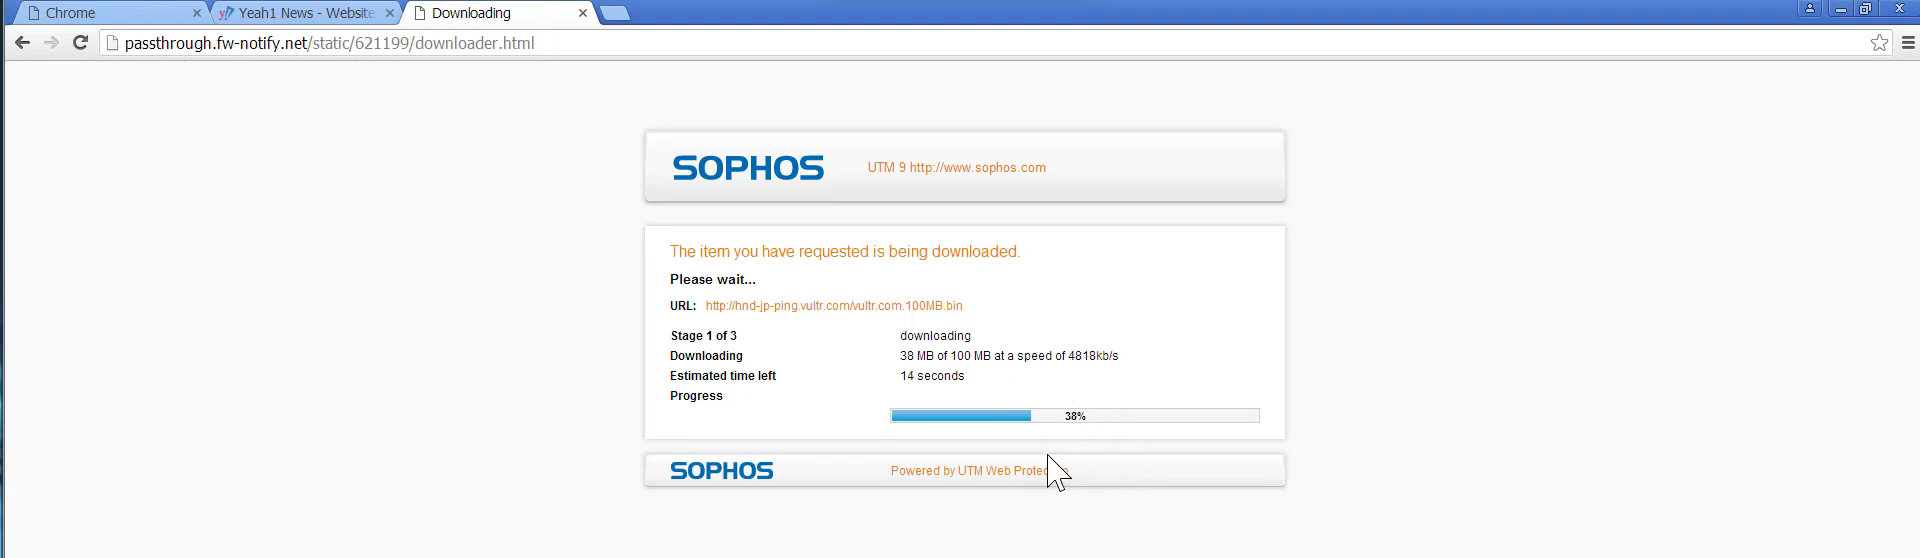 Chrome
Yeah1 News - Website
Downloading
passthrough.fw-notify.net/static/621199/downloader.html
SOPHOS
UTM 9 http://www.sophos.com
The item you have requested is being downloaded.
Please wait...
URL: http://hnd-jp-ping.vultr.com/vultr.com.100MB.bin
Stage 1 of 3 downloading
Downloading 38 MB of 100 MB at a speed of 4818kb/s
Estimated time left 14 seconds
Progress
38%
SOPHOS
Powered by UTM Web